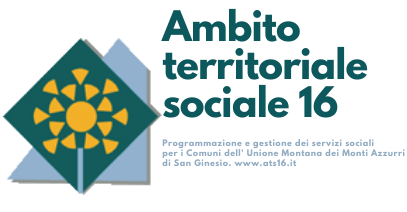 Ambito
territoriale
sociale 16
Programmazione e gestione dei servizi sociali
per i Comuni dell' Unione Montana dei Monti Azzurri
di San Ginesio. www.ats16.it